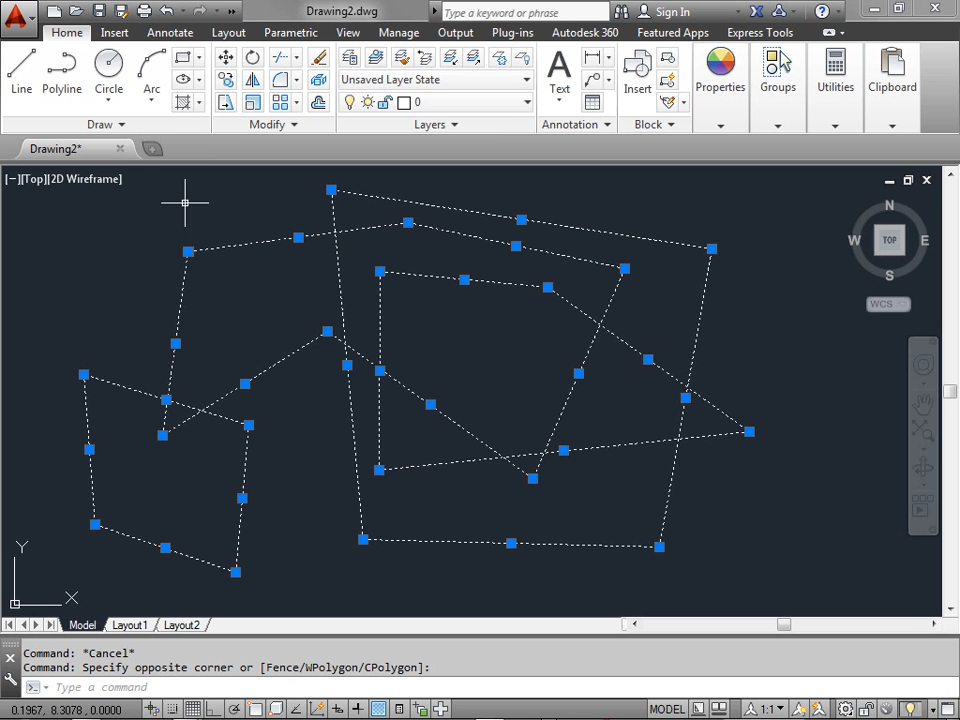 Drawing2.dwg
Type a keyword or phrase
Sign In
Home Insert Annotate Layout Parametric View Manage Output Plug-ins Autodesk 360 Featured Apps Express Tools
Line Polyline Circle Arc
Draw
Modify
Unsaved Layer State
0
Layers
Text
Annotation
Insert
Block
Properties
Groups
Utilities
Clipboard
Drawing2*
[−][Top][2D Wireframe]
N
W TOP E
S
WCS
Y
X
Model Layout1 Layout2
Command: *Cancel*
Command: Specify opposite corner or [Fence/WPolygon/CPolygon]:
Type a command
0.1967, 8.3078, 0.0000
MODEL
1:1